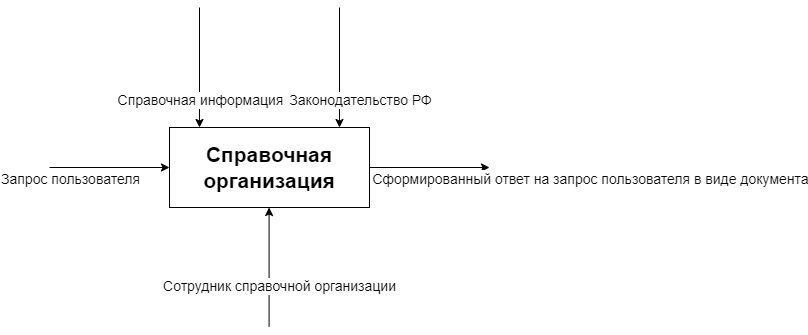 Справочная информация
Законодательство РФ
Справочная
организация
Запрос пользователя
Сформированный ответ на запрос пользователя в виде документа
Сотрудник справочной организации